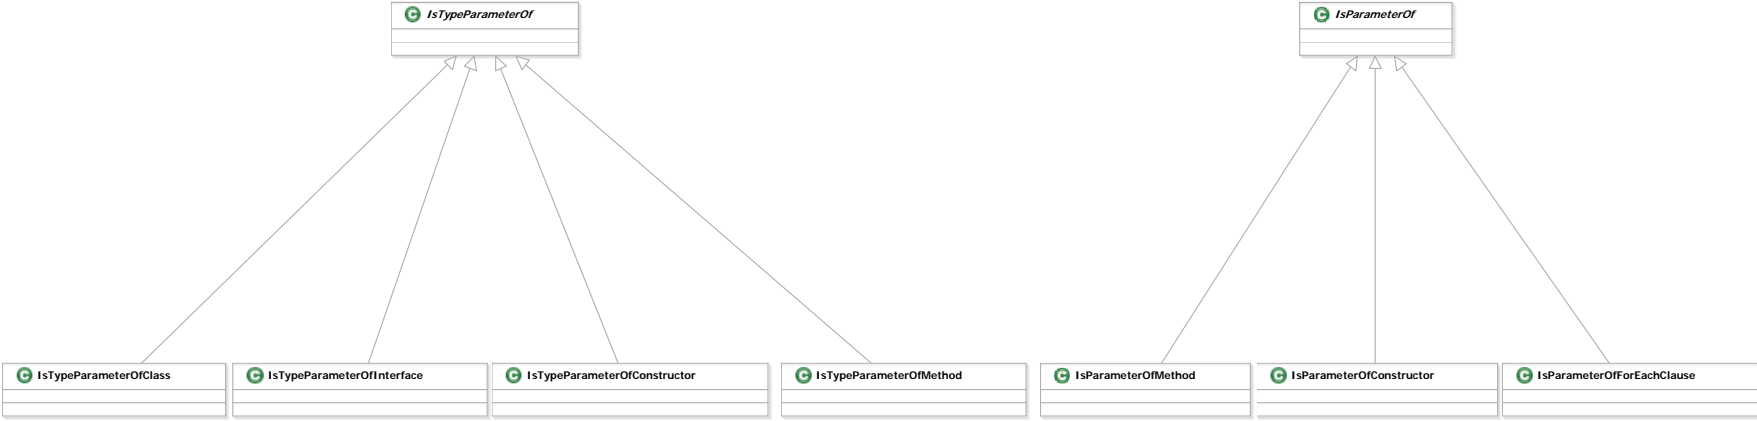 C IsTypeParameterOf
C IsParameterOf
C IsTypeParameterOfClass
C IsTypeParameterOfInterface
C IsTypeParameterOfConstructor
C IsTypeParameterOfMethod
C IsParameterOfMethod
C IsParameterOfConstructor
C IsParameterOfForEachClause